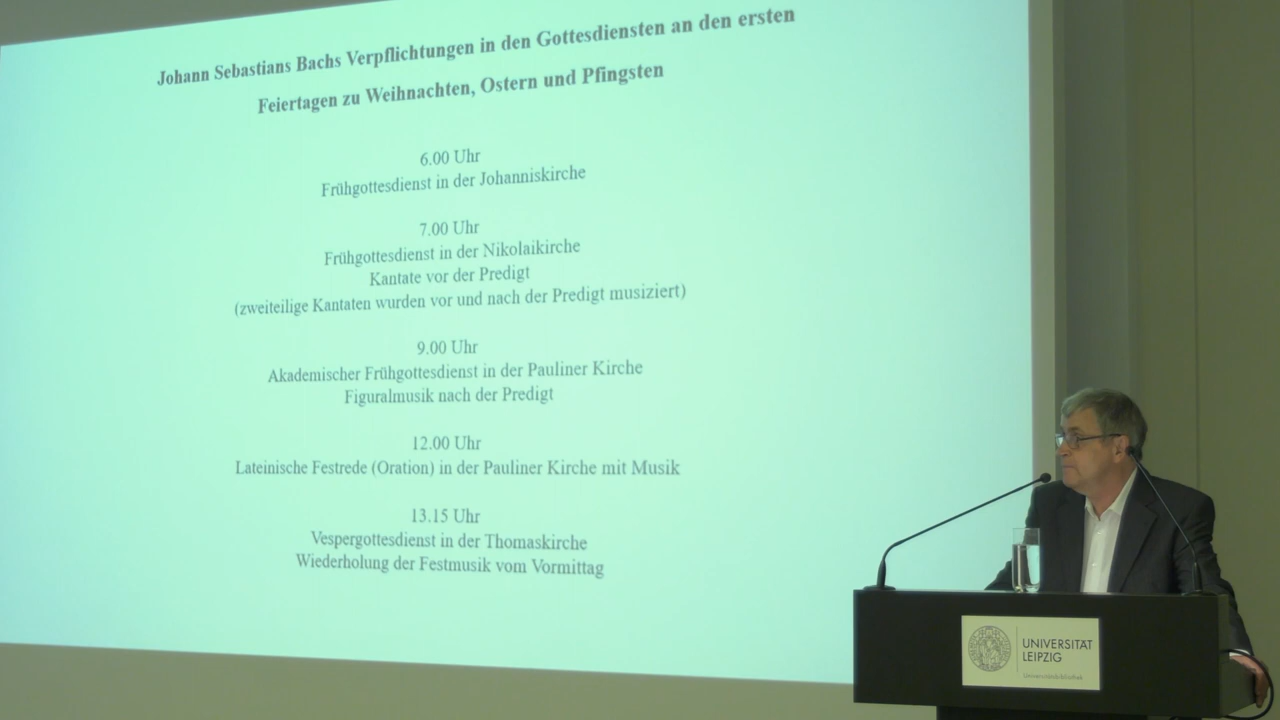 Johann Sebastians Bachs Verpflichtungen in den Gottesdiensten an den ersten
Feiertagen zu Weihnachten, Ostern und Pfingsten
6.00 Uhr
Frühgottesdienst in der Johanniskirche
7.00 Uhr
Frühgottesdienst in der Nikolaikirche
Kantate vor der Predigt
(zweiteilige Kantaten wurden vor und nach der Predigt musiziert)
9.00 Uhr
Akademischer Frühgottesdienst in der Pauliner Kirche
Figuralmusik nach der Predigt
12.00 Uhr
Lateinische Festrede (Oration) in der Pauliner Kirche mit Musik
13.15 Uhr
Vespergottesdienst in der Thomaskirche
Wiederholung der Festmusik vom Vormittag
UNIVERSITÄT
LEIPZIG
Universitätsbibliothek